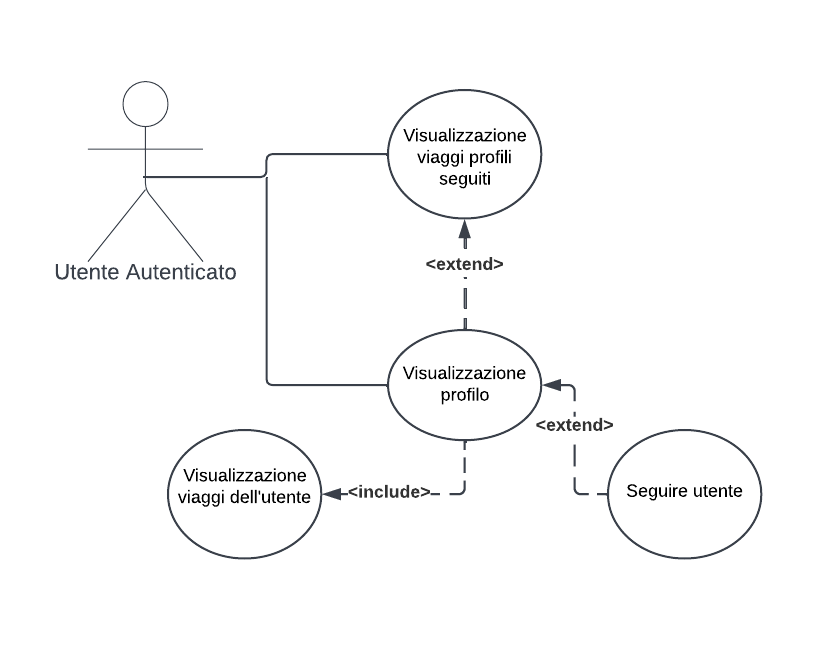 Visualizzazione
viaggi profili
seguiti
<extend>
Utente Autenticato
Visualizzazione
profilo
<extend>
Visualizzazione
viaggi dell'utente
<include>
Seguire utente